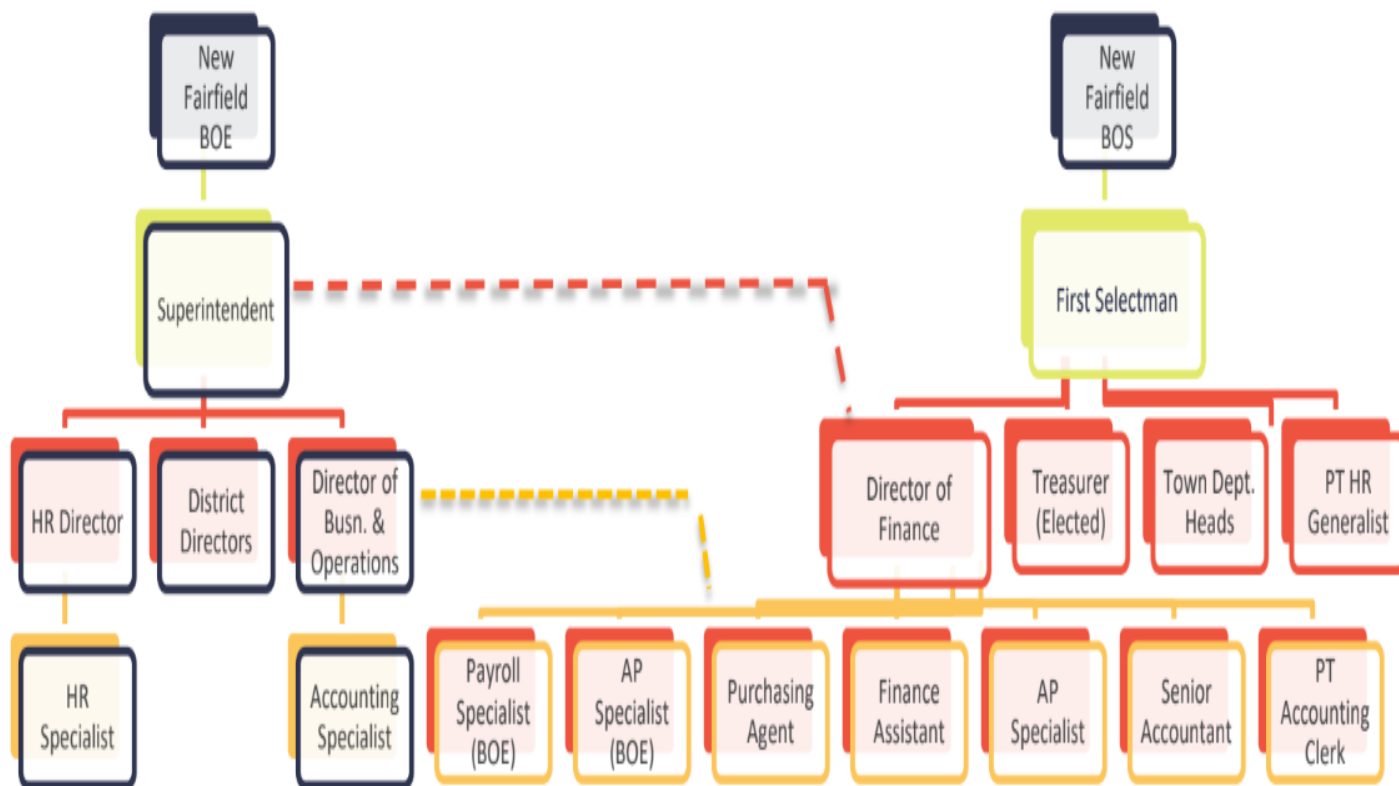 New
Fairfield
BOE
New
Fairfield
BOS
Superintendent
First Selectman
HR Director
District
Directors
Director of
Busn. &
Operations
Director of
Finance
Treasurer
(Elected)
Town Dept.
Heads
PT HR
Generalist
HR
Specialist
Accounting
Specialist
Payroll
Specialist
(BOE)
AP
Specialist
(BOE)
Purchasing
Agent
Finance
Assistant
AP
Specialist
Senior
Accountant
PT
Accounting
Clerk